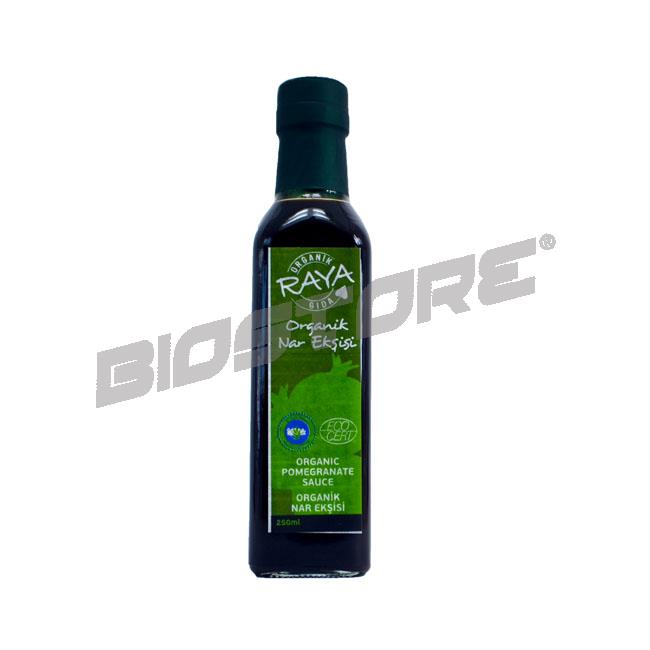 ORGANİK
RAYA
GIDA
Organik
Nar Ekşisi
ECO
CERT
ORGANIC
POMEGRANATE
SAUCE
ORGANİK
NAR EKŞİSİ
250ml
BIOSTORE®